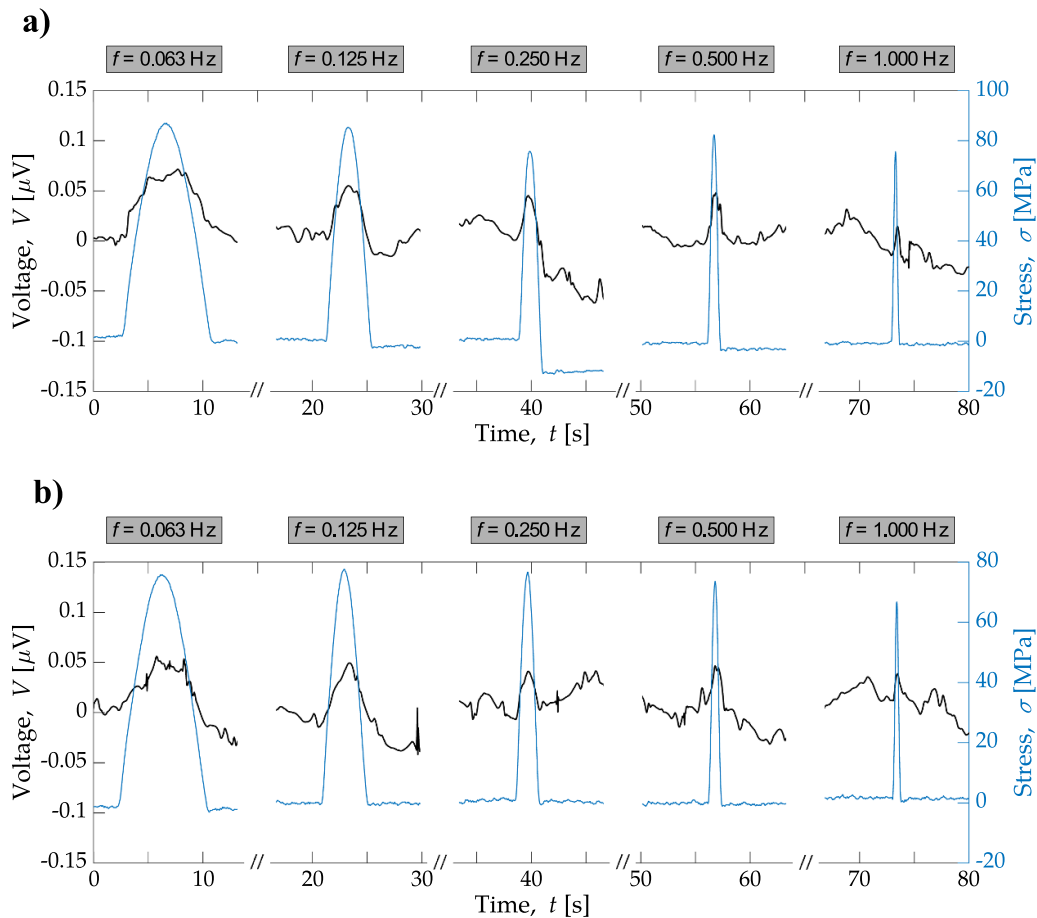 a)
f = 0.063 Hz f = 0.125 Hz f = 0.250 Hz f = 0.500 Hz f = 1.000 Hz
0.15 100
0.1 80
0.05 60
0 40
-0.05 20
-0.1 0
-0.15 -20
Voltage, V [µV]
Stress, σ [MPa]
0 10 // 20 30 // 40 // 50 60 // 70 80
Time, t [s]
b)
f = 0.063 Hz f = 0.125 Hz f = 0.250 Hz f = 0.500 Hz f = 1.000 Hz
0.15 80
0.1 60
0.05 40
0 20
-0.05 0
-0.1 -20
-0.15
Voltage, V [µV]
Stress, σ [MPa]
0 10 // 20 30 // 40 // 50 60 // 70 80
Time, t [s]